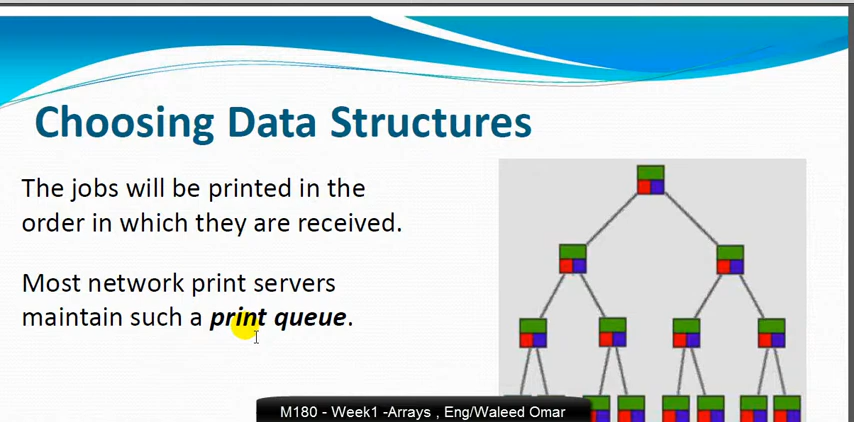 Choosing Data Structures
The jobs will be printed in the
order in which they are received.
Most network print servers
maintain such a print queue.
M180 - Week1 -Arrays , Eng/Waleed Omar